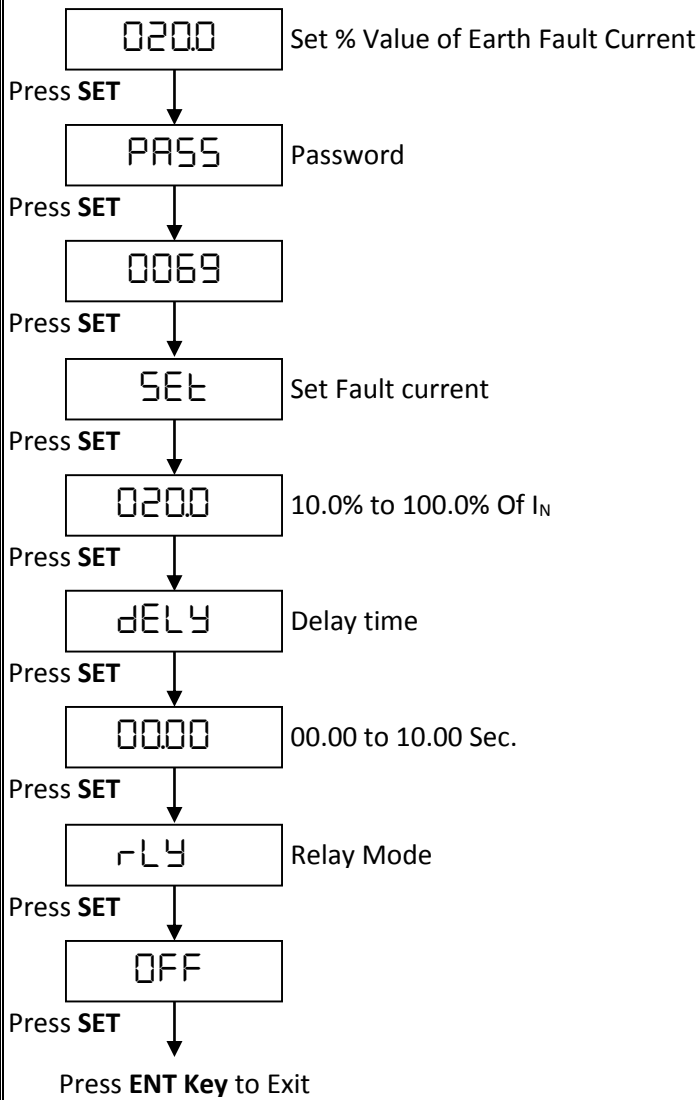 020.0 Set % Value of Earth Fault Current
Press SET
PASS Password
Press SET
0069
Press SET
SEt Set Fault current
Press SET
020.0 10.0% to 100.0% Of IN
Press SET
dELY Delay time
Press SET
00.00 00.00 to 10.00 Sec.
Press SET
rLY Relay Mode
Press SET
OFF
Press SET
Press ENT Key to Exit